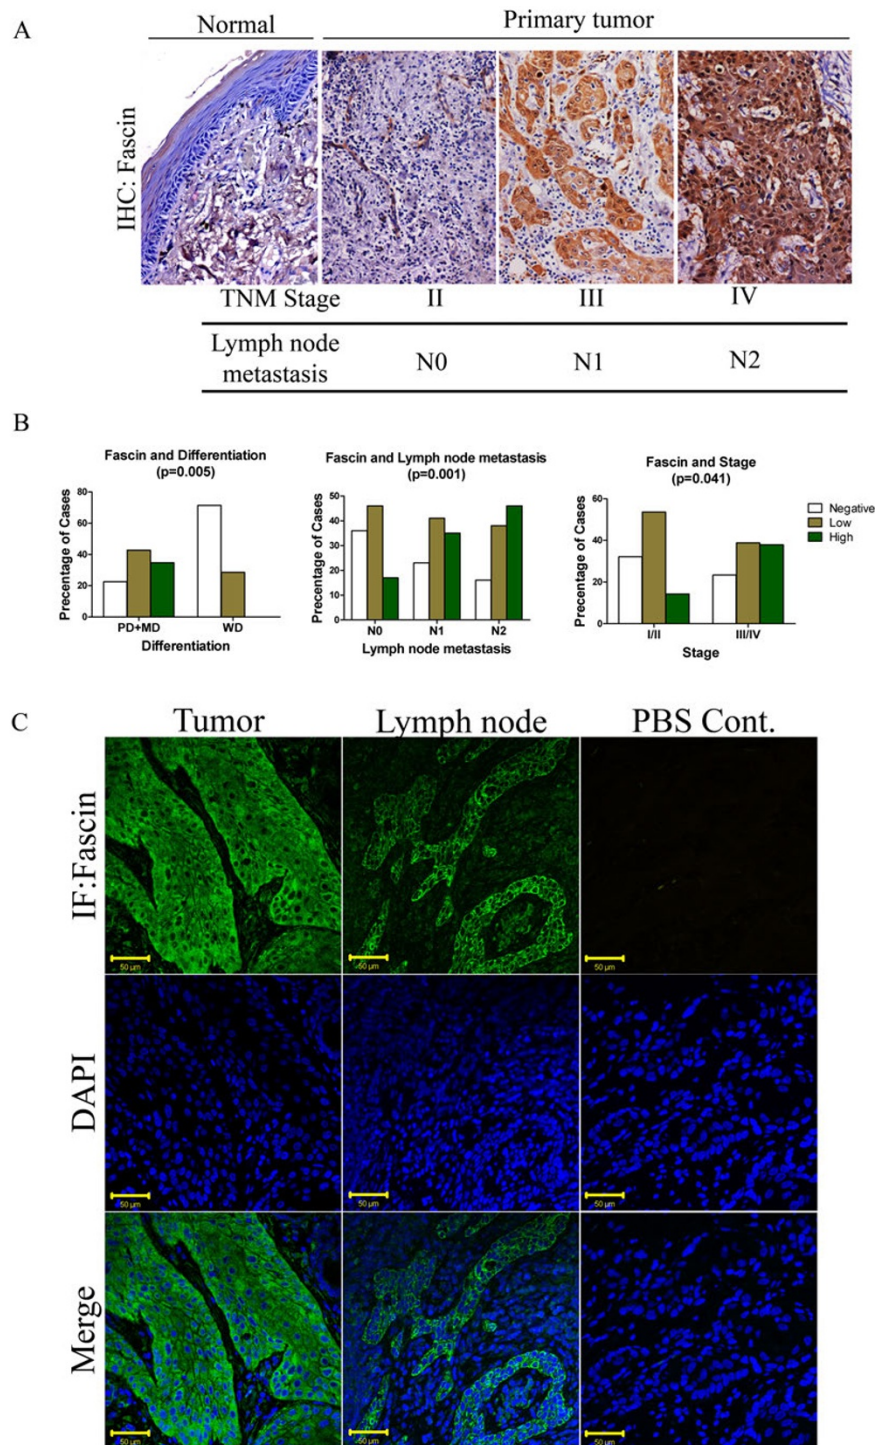 A
Normal
Primary tumor
IHC: Fascin
TNM Stage II III IV
Lymph node metastasis N0 N1 N2
B
Fascin and Differentiation
(p=0.005)
Precentage of Cases
80
60
40
20
0
PD+MD WD
Differentiation
Fascin and Lymph node metastasis
(p=0.001)
Precentage of Cases
50
40
30
20
10
0
N0 N1 N2
Lymph node metastasis
Fascin and Stage
(p=0.041)
Precentage of Cases
60
40
20
0
I/II III/IV
Stage
Negative
Low
High
C
Tumor Lymph node PBS Cont.
IF:Fascin
50 µm 50 µm 50 µm
DAPI
50 µm 50 µm 50 µm
Merge
50 µm 50 µm 50 µm